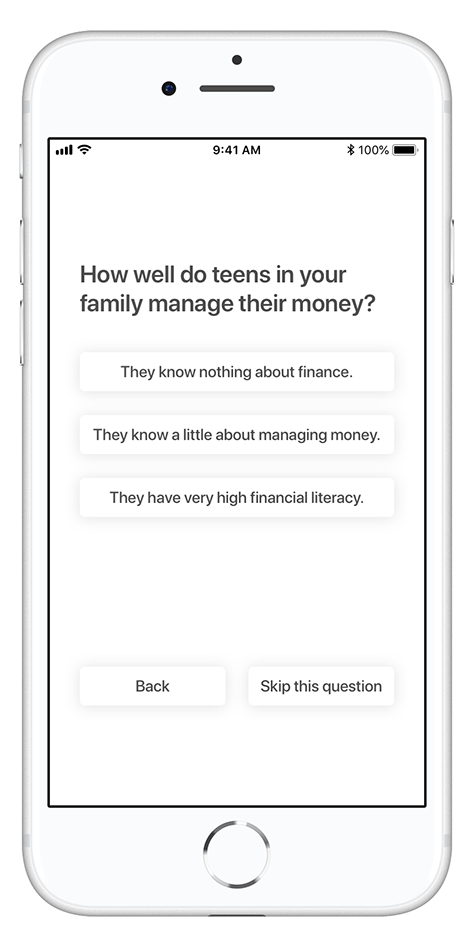 9:41 AM
100%
How well do teens in your
family manage their money?
They know nothing about finance.
They know a little about managing money.
They have very high financial literacy.
Back
Skip this question